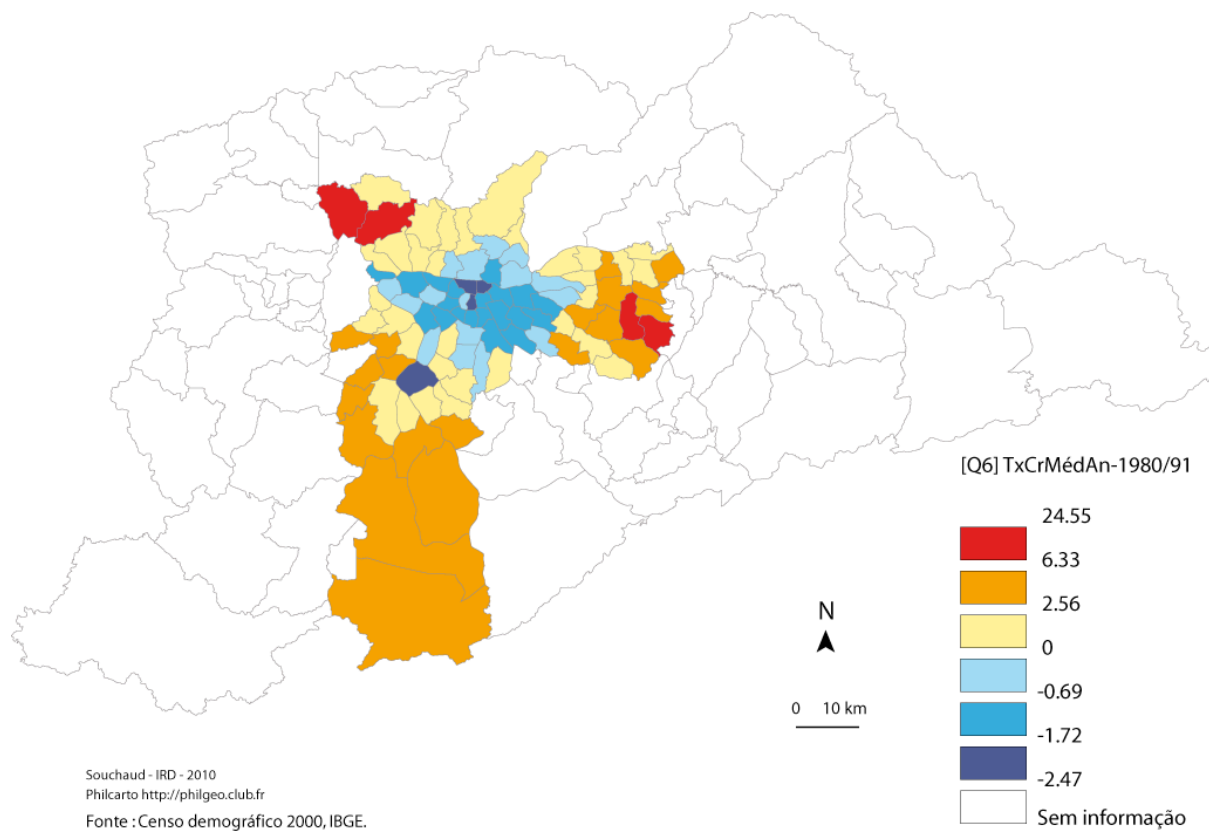 [Q6] TxCrMédAn-1980/91
24.55
6.33
2.56
0
-0.69
-1.72
-2.47
Sem informação
N
0 10 km
Souchaud - IRD - 2010
Philcarto http://philgeo.club.fr
Fonte : Censo demográfico 2000, IBGE.